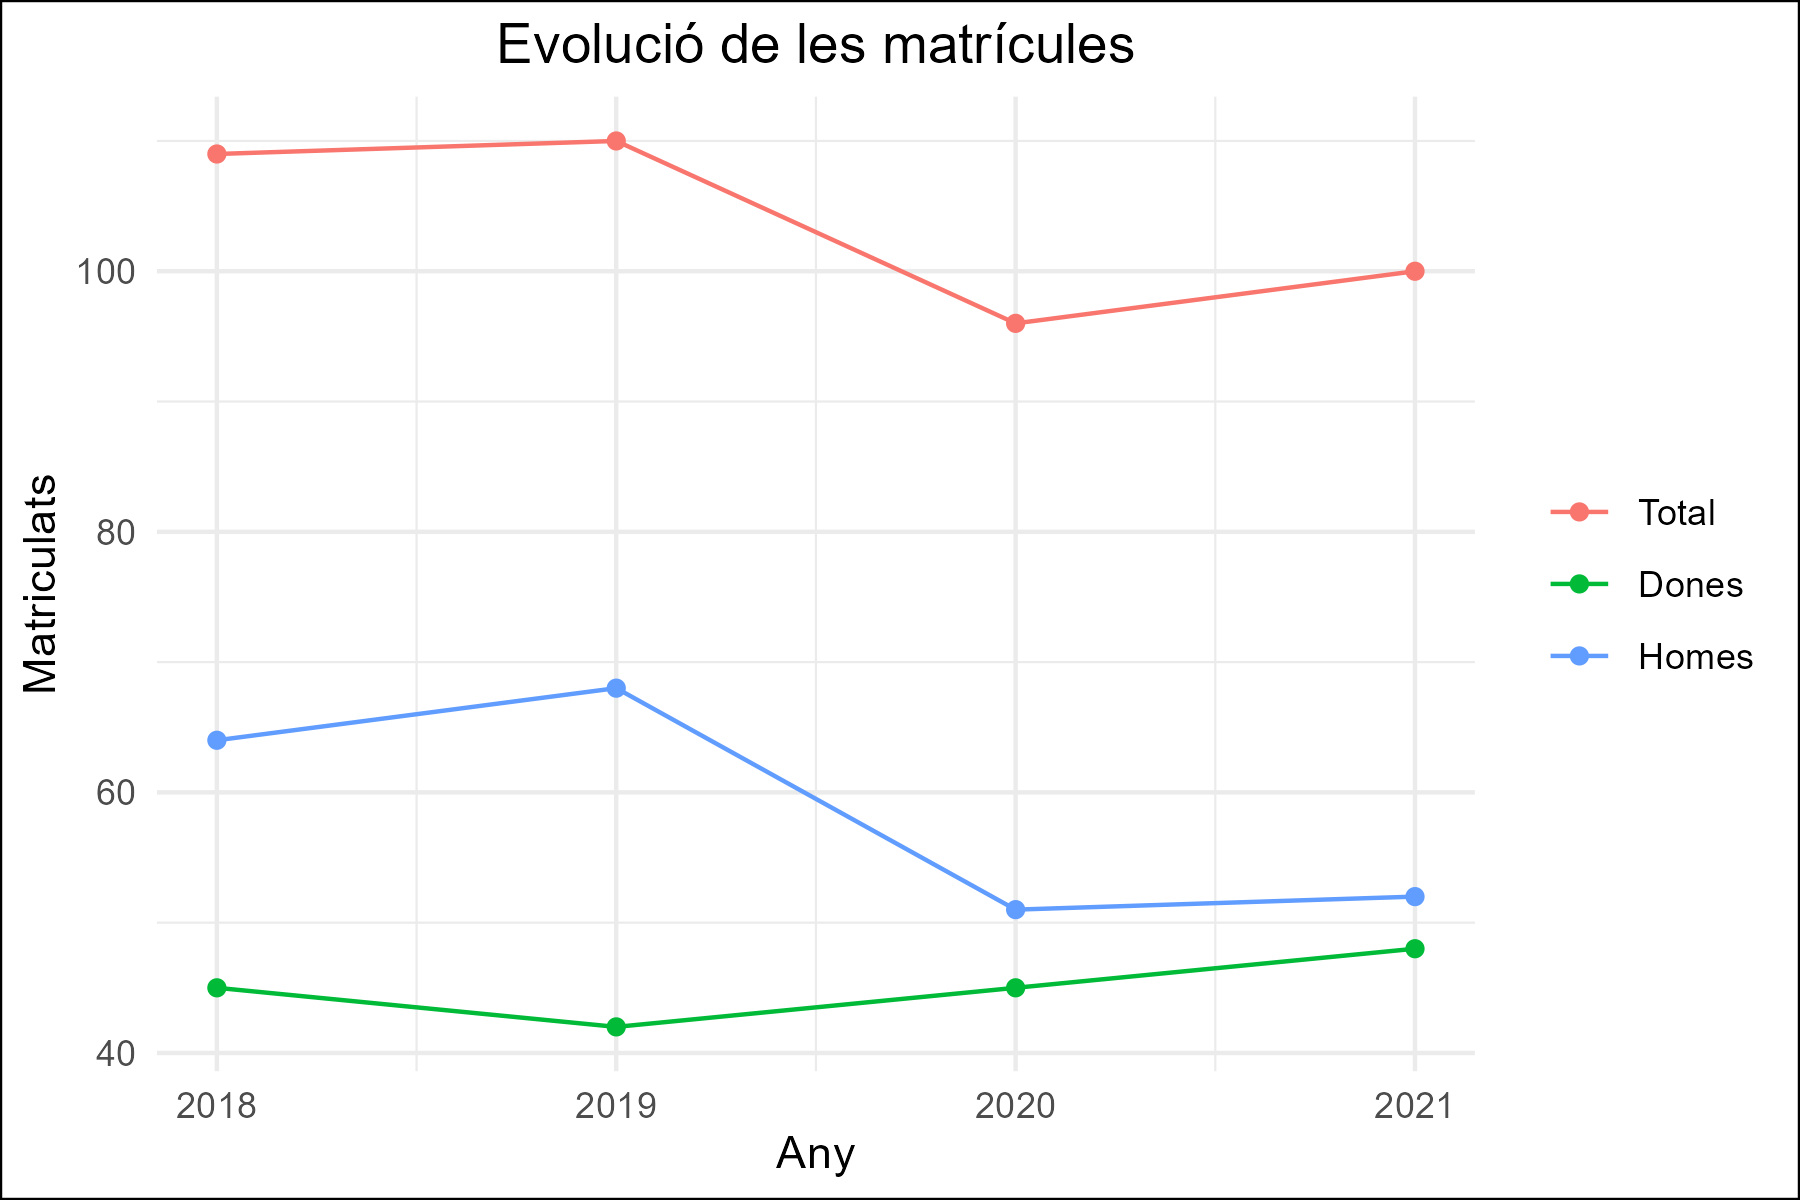 Evolució de les matrícules
Matriculats
100
80
60
40
2018 2019 2020 2021
Any
Total
Dones
Homes